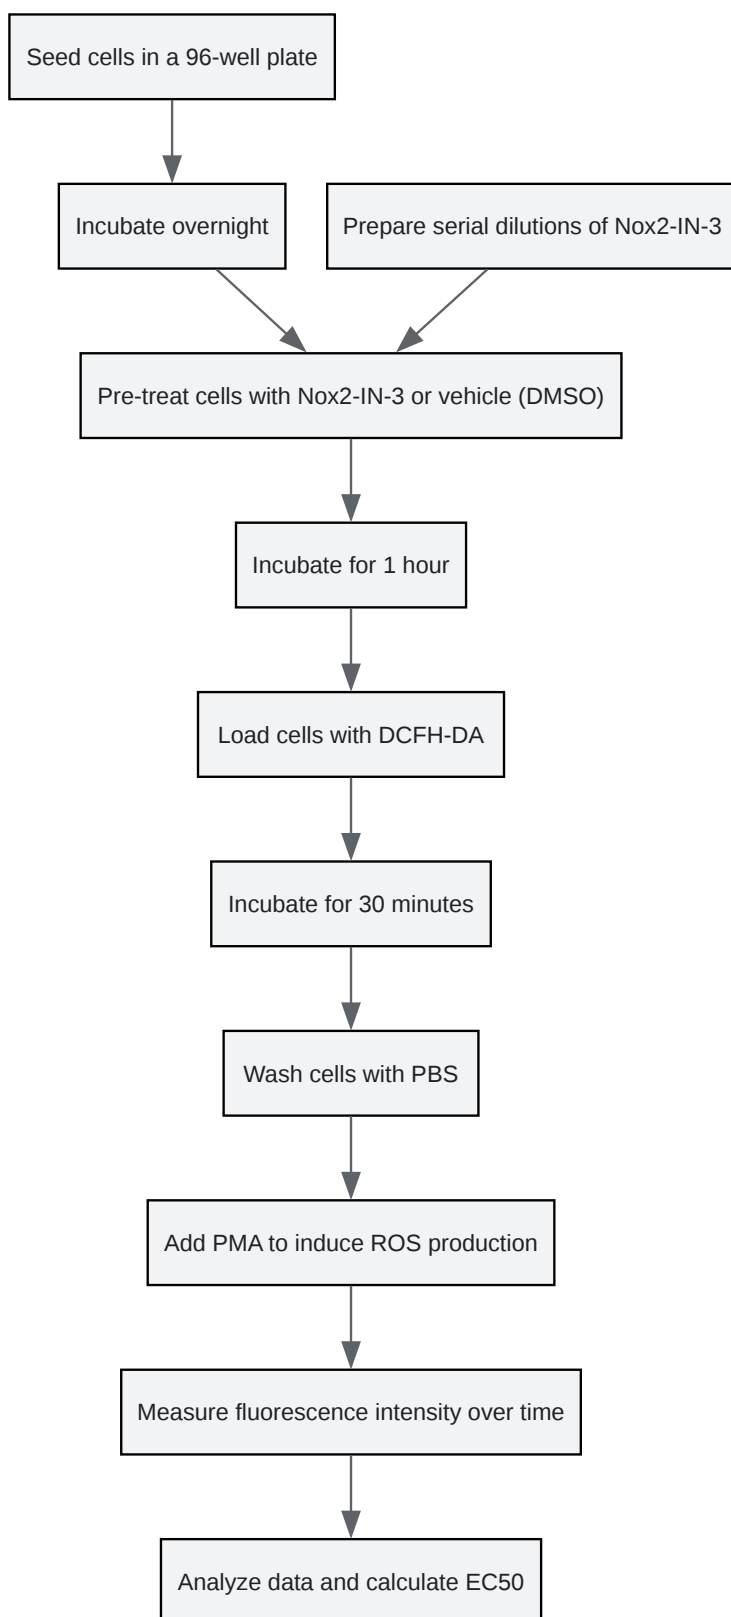 Seed cells in a 96-well plate
Incubate overnight
Prepare serial dilutions of Nox2-IN-3
Pre-treat cells with Nox2-IN-3 or vehicle (DMSO)
Incubate for 1 hour
Load cells with DCFH-DA
Incubate for 30 minutes
Wash cells with PBS
Add PMA to induce ROS production
Measure fluorescence intensity over time
Analyze data and calculate EC50